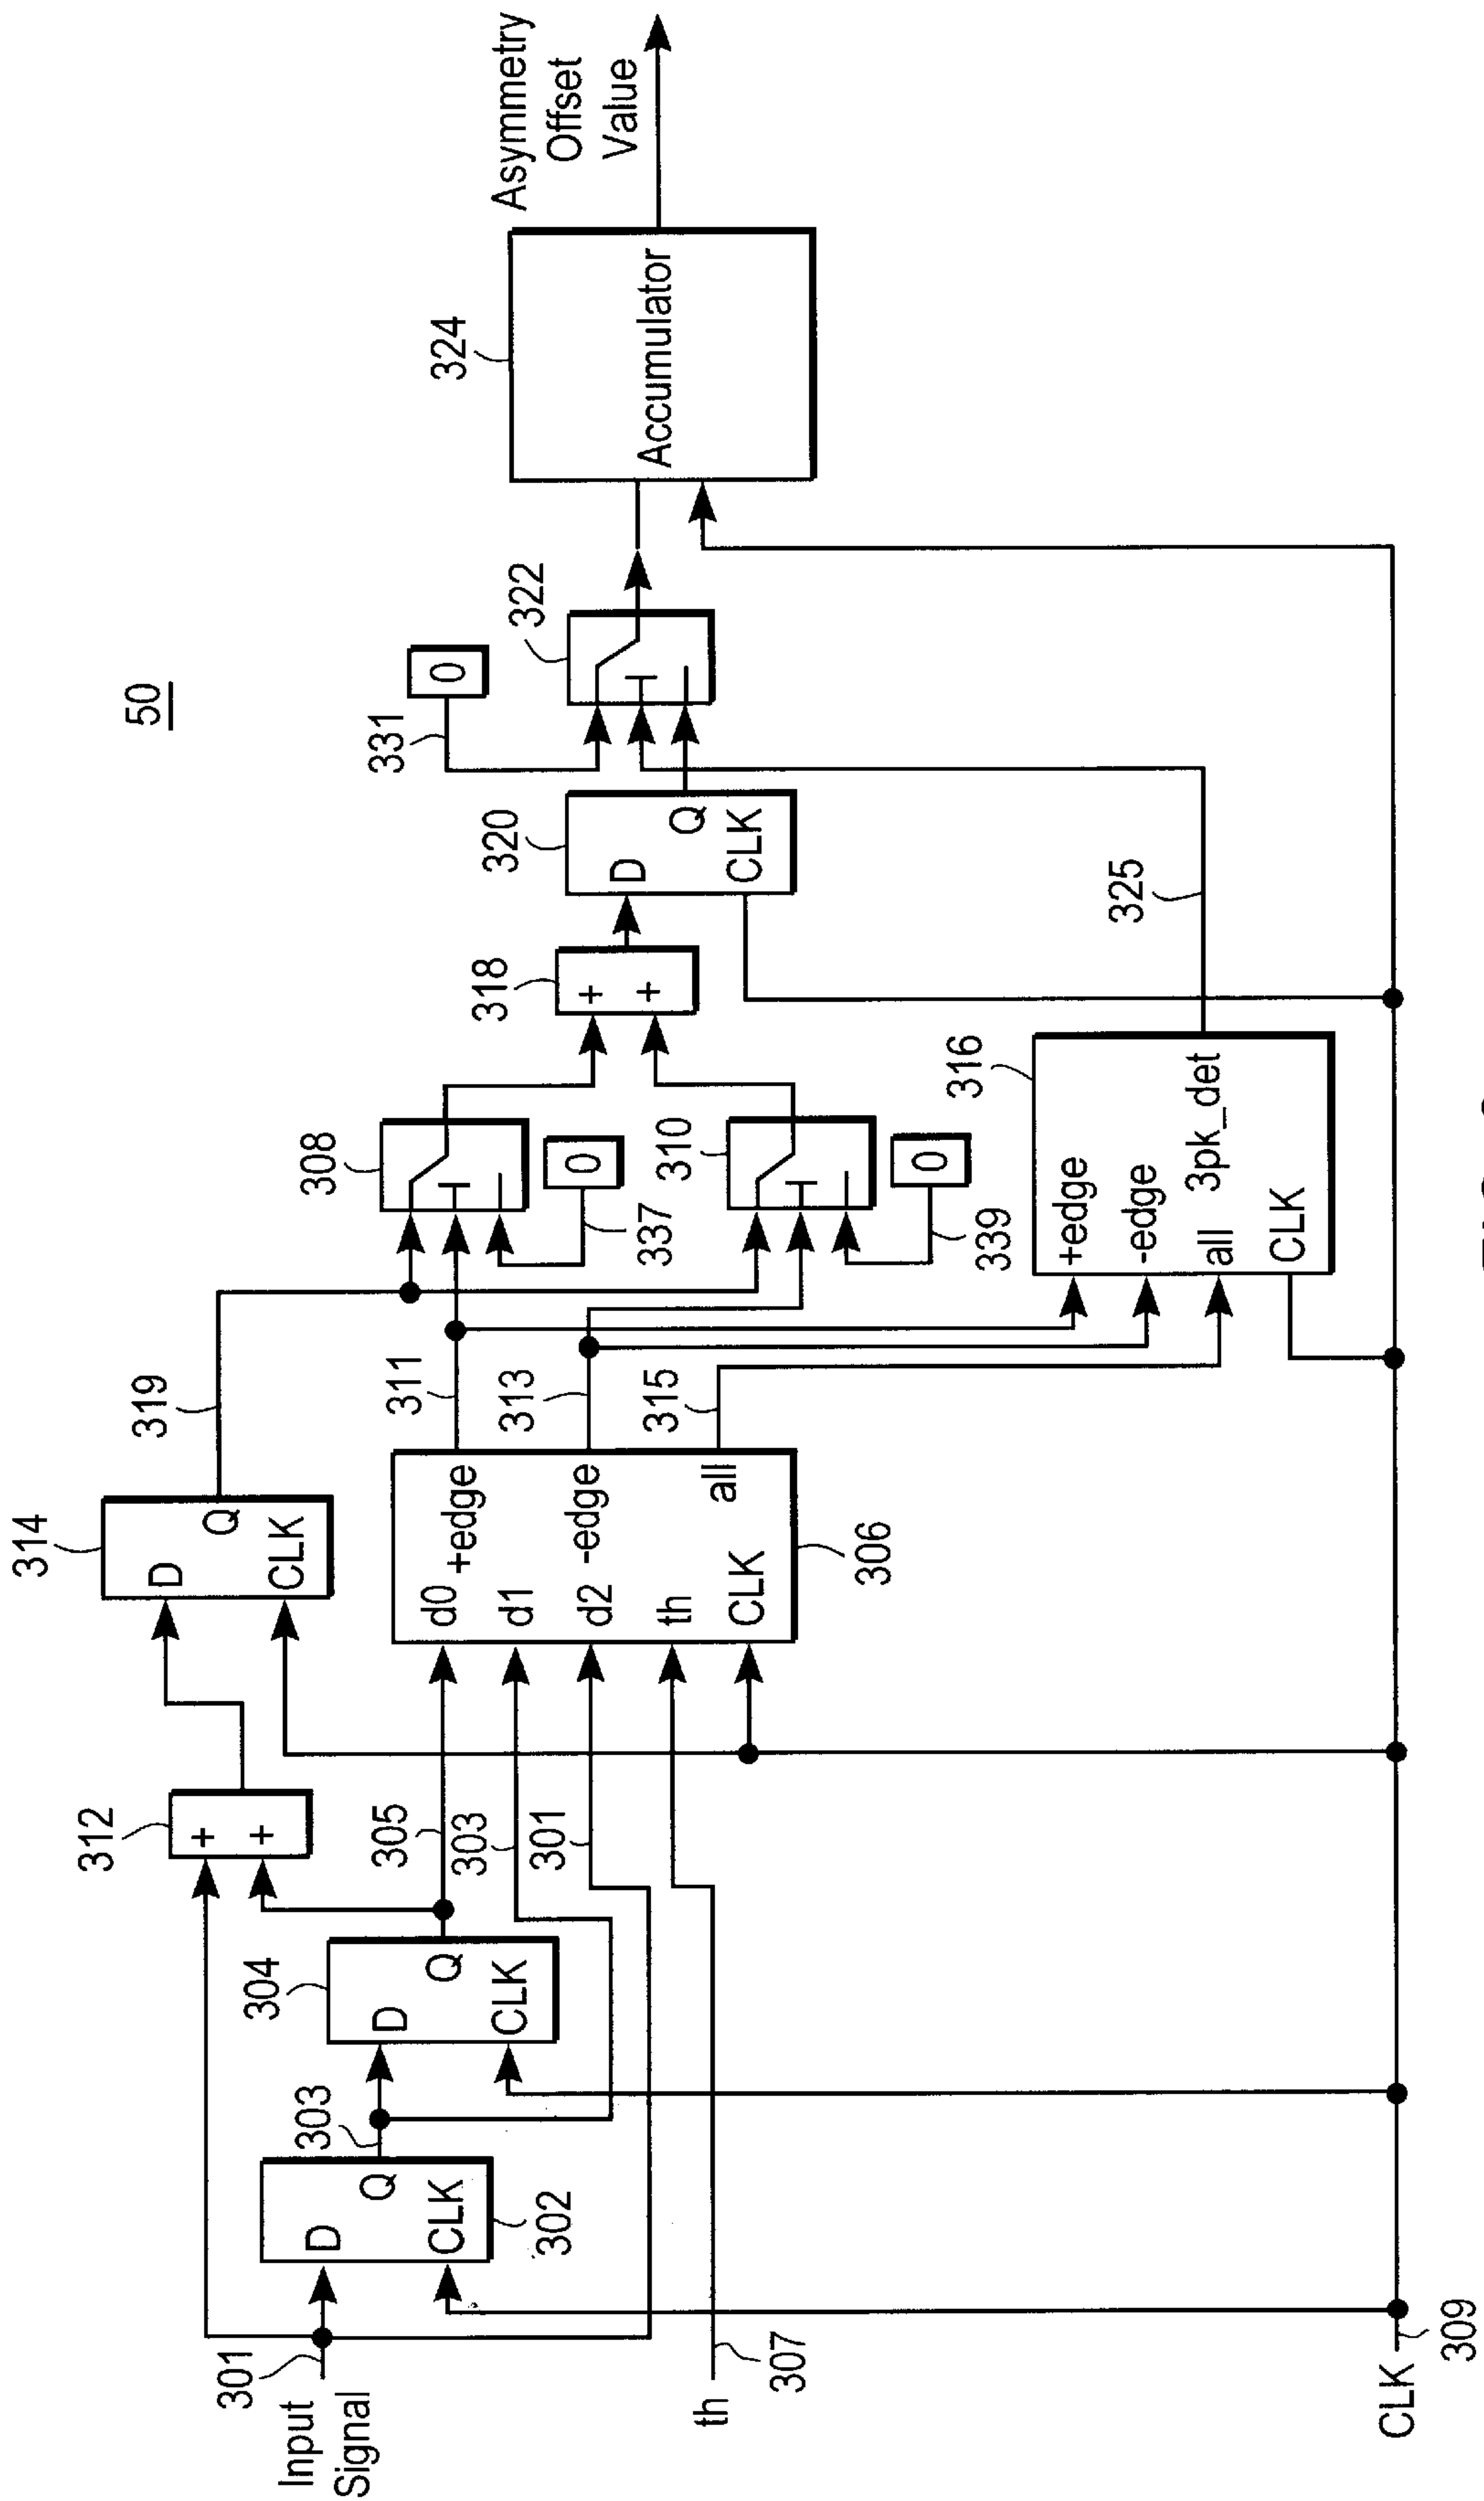 50
Input
Signal
301
302
D
Q
CLK
303
304
D
Q
CLK
312
+
+
305
303
301
th
307
CLK
309
314
D
Q
CLK
319
306
d0
+edge
d1
d2
-edge
th
all
CLK
311
313
315
308
337
0
310
339
0
316
+edge
-edge
3pk_det
all
CLK
318
+
+
320
D
Q
CLK
325
331
0
322
324
Accumulator
Asymmetry
Offset
Value